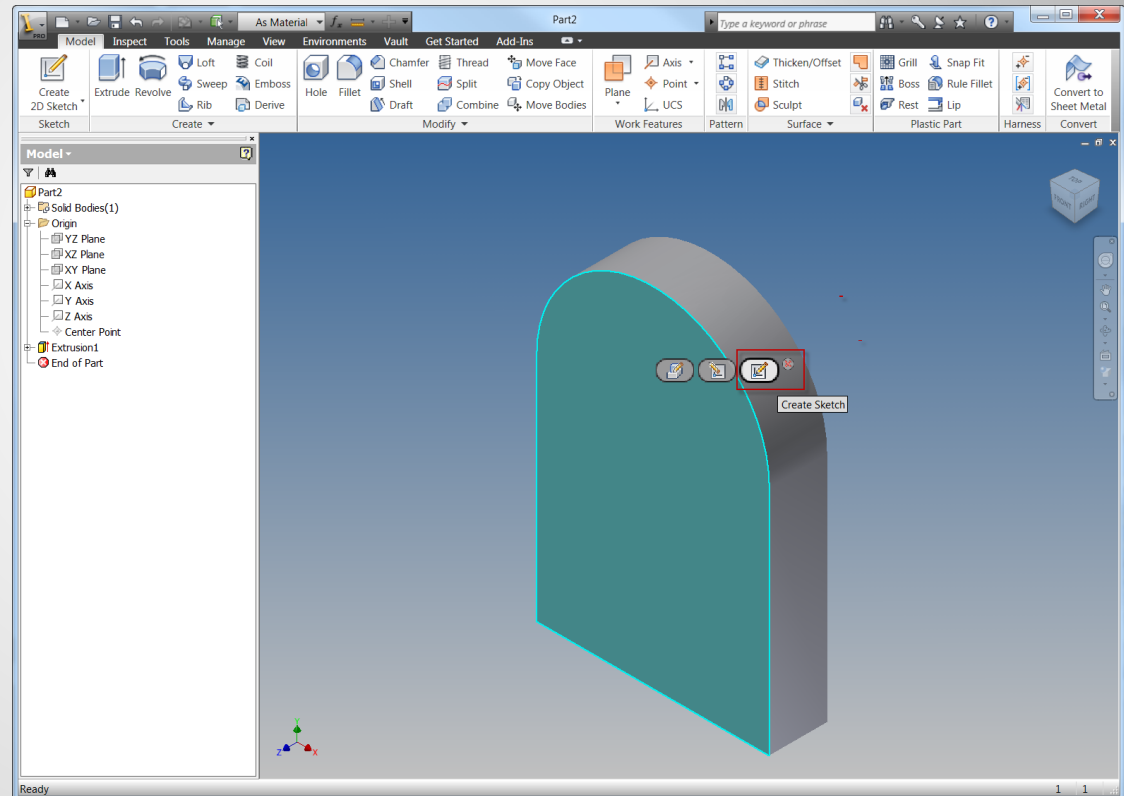 As Material
Part2
Type a keyword or phrase
PRO
Model Inspect Tools Manage View Environments Vault Get Started Add-Ins
Create 2D Sketch
Sketch
Extrude Revolve
Loft
Sweep
Rib
Coil
Emboss
Derive
Create
Hole Fillet
Chamfer
Shell
Draft
Thread
Split
Combine
Move Face
Copy Object
Move Bodies
Modify
Plane
Axis
Point
UCS
Work Features
Pattern
Thicken/Offset
Stitch
Sculpt
Surface
Grill
Boss
Rest
Snap Fit
Rule Fillet
Lip
Plastic Part
Harness
Convert to Sheet Metal
Convert
Model
Part2
Solid Bodies(1)
Origin
YZ Plane
XZ Plane
XY Plane
X Axis
Y Axis
Z Axis
Center Point
Extrusion1
End of Part
TOP
FRONT RIGHT
Create Sketch
Y
Z X
Ready
1 1